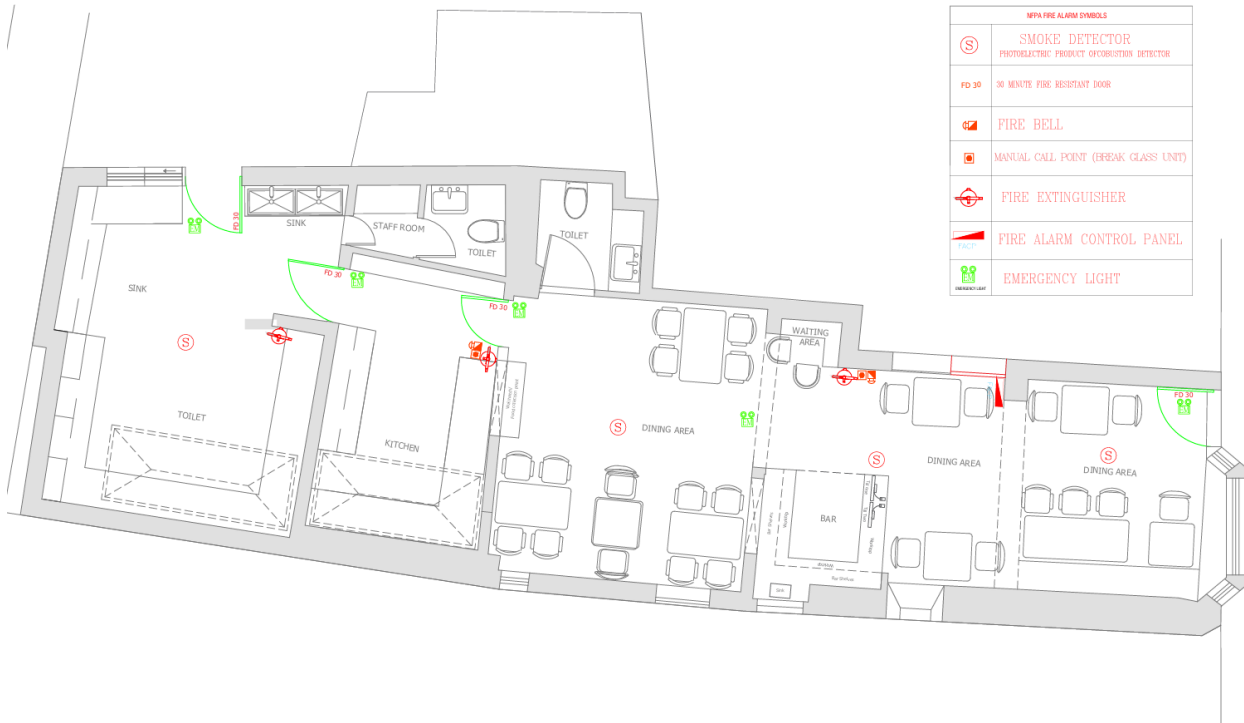 NFPA FIRE ALARM SYMBOLS
S
SMOKE DETECTOR
PHOTOELECTRIC PRODUCT OFCOBUSTION DETECTOR
FD 30
30 MINUTE FIRE RESISTANT DOOR
FIRE BELL
MANUAL CALL POINT (BREAK GLASS UNIT)
FIRE EXTINGUISHER
FACP
FIRE ALARM CONTROL PANEL
EMERGENCY LIGHT
EMERGENCY LIGHT
FD 30
SINK
STAFF ROOM
TOILET
TOILET
FD 30
SINK
FD 30
WAITING
AREA
S
TOILET
KITCHEN
S
DINING AREA
S
DINING AREA
FD 30
S
DINING AREA
BAR